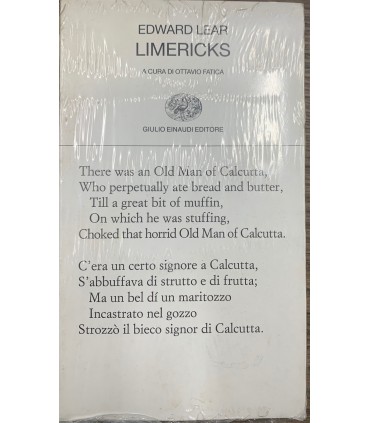 EDWARD LEAR
LIMERICKS
A CURA DI OTTAVIO FATICA
GIULIO EINAUDI EDITORE
There was an Old Man of Calcutta,
Who perpetually ate bread and butter,
Till a great bit of muffin,
On which he was stuffing,
Choked that horrid Old Man of Calcutta.
C'era un certo signore a Calcutta,
S'abbuffava di strutto e di frutta;
Ma un bel dí un maritozzo
Incastrato nel gozzo
Strozzò il bieco signor di Calcutta.